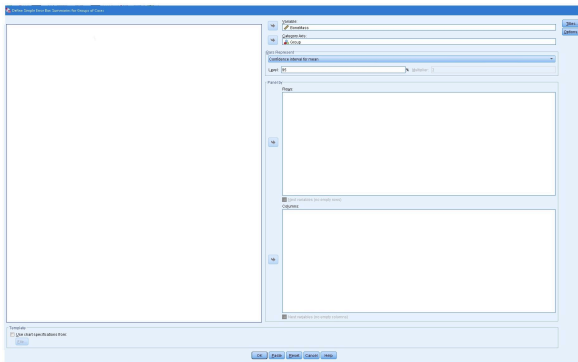 Define Simple Error Bar: Summaries for Groups of Cases
Variable:
Category Axis:
Group
Titles
Options
Bars Represent
Confidence interval for mean
Level:
%
Multiplier:
Panel by
Rows:
Nest variables (no empty rows)
Columns:
Nest variables (no empty columns)
Template
Use chart specifications from:
File...
OK Paste Reset Cancel Help